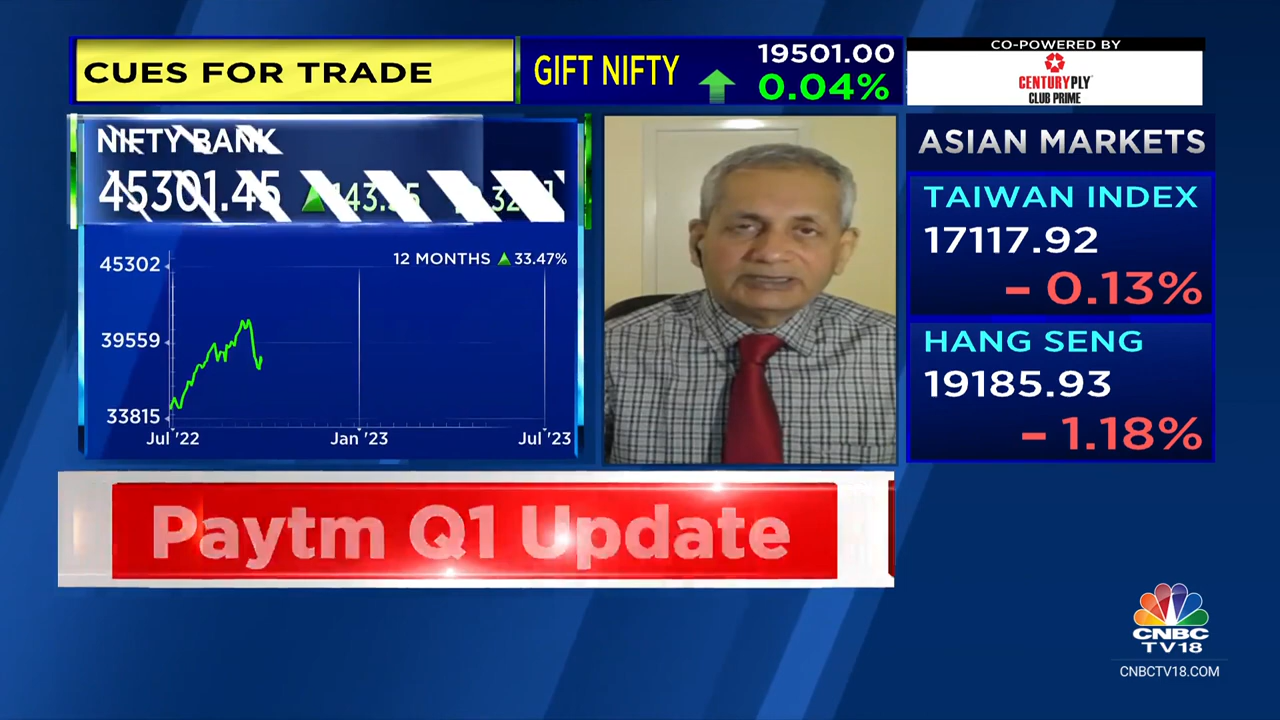 CUES FOR TRADE
GIFT NIFTY
19501.00
0.04%
CO-POWERED BY
CENTURYPLY
CLUB PRIME
NIFTY BANK
45301.45
12 MONTHS 33.47%
45302
39559
33815
Jul '22 Jan '23 Jul '23
ASIAN MARKETS
TAIWAN INDEX
17117.92
– 0.13%
HANG SENG
19185.93
– 1.18%
Paytm Q1 Update
CNBC
TV18
CNBCTV18.COM